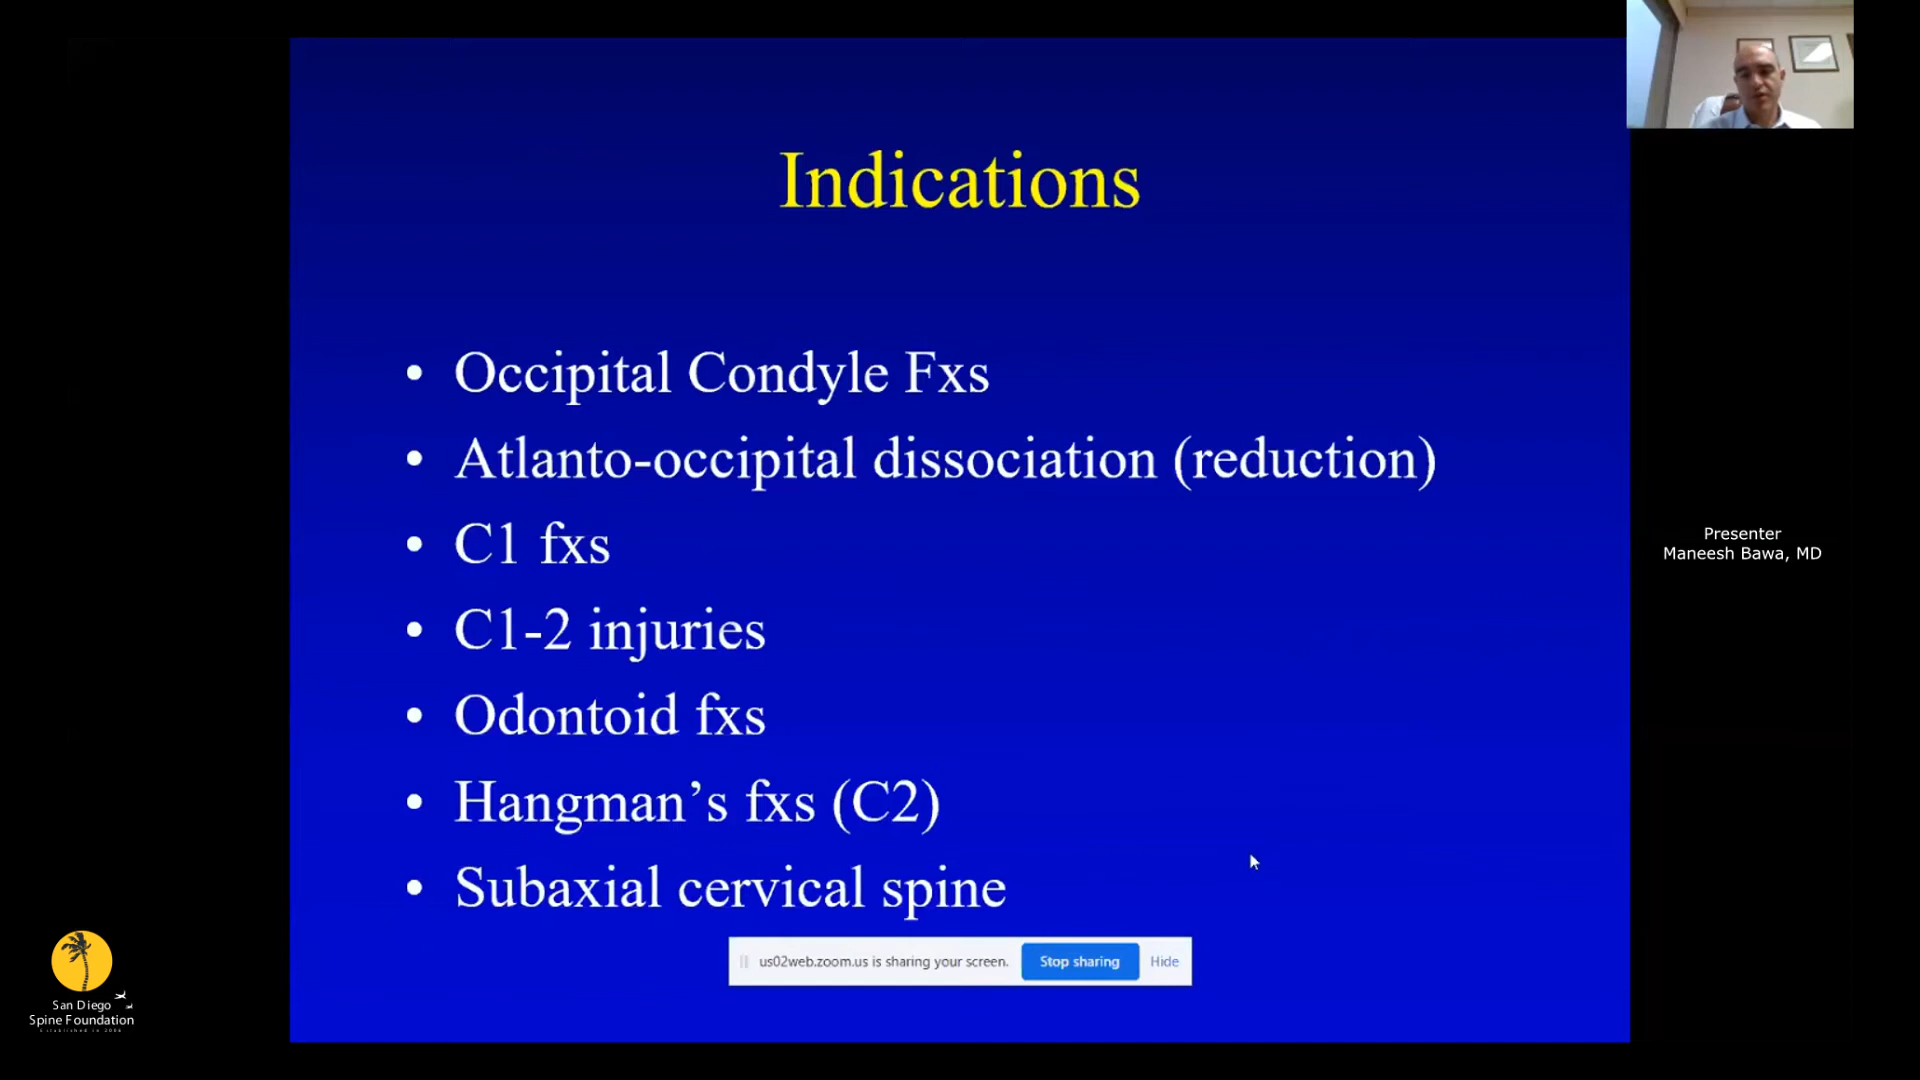 Indications
• Occipital Condyle Fxs
• Atlanto-occipital dissociation (reduction)
• C1 fxs
• C1-2 injuries
• Odontoid fxs
• Hangman’s fxs (C2)
• Subaxial cervical spine
us02web.zoom.us is sharing your screen. Stop sharing Hide
Presenter
Maneesh Bawa, MD
San Diego
Spine Foundation